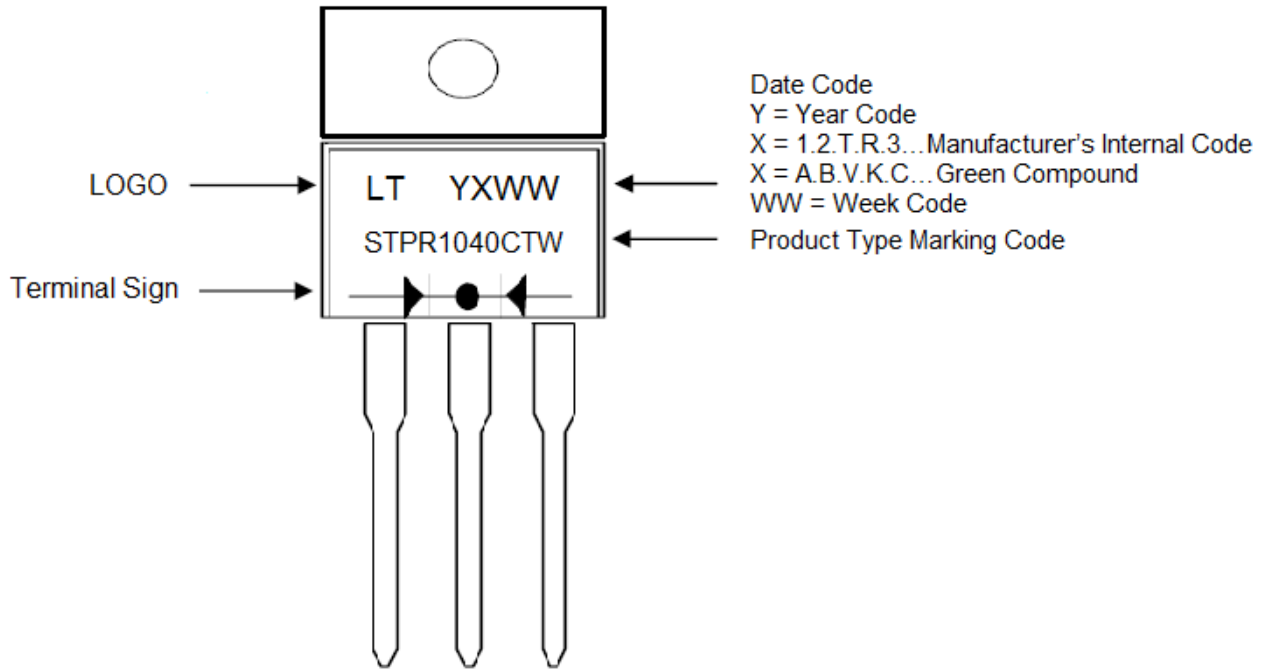 Date Code
Y = Year Code
X = 1.2.T.R.3...Manufacturer's Internal Code
LOGO
LT YXWW
X = A.B.V.K.C...Green Compound
WW = Week Code
STPR1040CTW
Product Type Marking Code
Terminal Sign